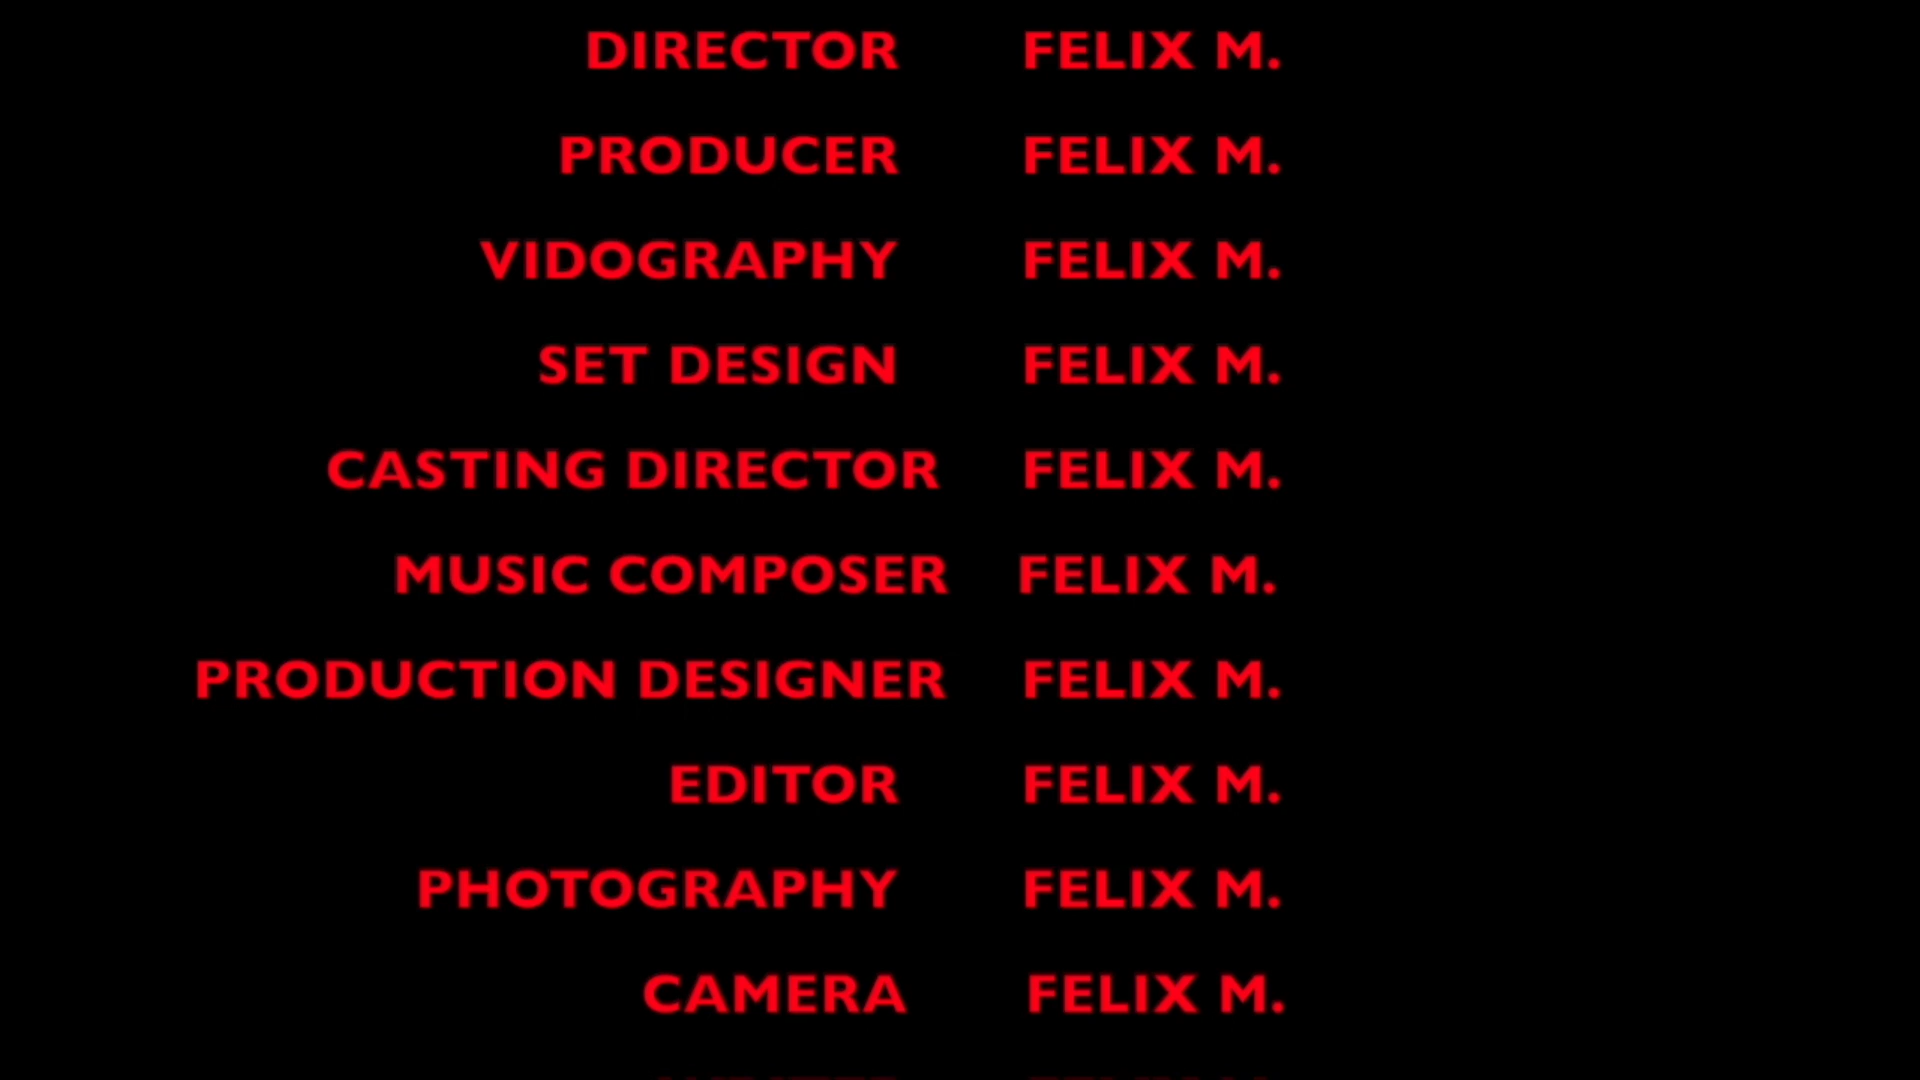 DIRECTOR FELIX M.
PRODUCER FELIX M.
VIDOGRAPHY FELIX M.
SET DESIGN FELIX M.
CASTING DIRECTOR FELIX M.
MUSIC COMPOSER FELIX M.
PRODUCTION DESIGNER FELIX M.
EDITOR FELIX M.
PHOTOGRAPHY FELIX M.
CAMERA FELIX M.